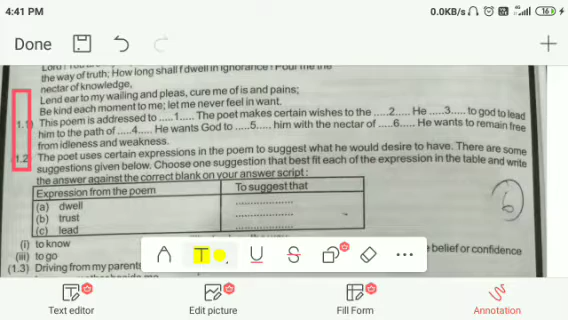 4:41 PM
0.0KB/s
16
Done
the way of truth; How long shall I dwell in ignorance! Pour me the
nectar of knowledge,
Lend ear to my wailing and pleas, cure me of is and pains;
Be kind each moment to me; let me never feel in want.
1.1) This poem is addressed to .....1..... The poet makes certain wishes to the .....2..... He .....3..... to god to lead
him to the path of .....4..... He wants God to .....5..... him with the nectar of .....6..... He wants to remain free
from idleness and weakness.
1.2 The poet uses certain expressions in the poem to suggest what he would desire to have. There are some
suggestions given below. Choose one suggestion that best fit each of the expression in the table and write
the answer against the correct blank on your answer script:
Expression from the poem To suggest that
(a) dwell ....................
(b) trust ....................
(c) lead ....................
(i) to know
belief or confidence
(iii) to go
(1.3) Driving from my parents
Text editor Edit picture Fill Form Annotation